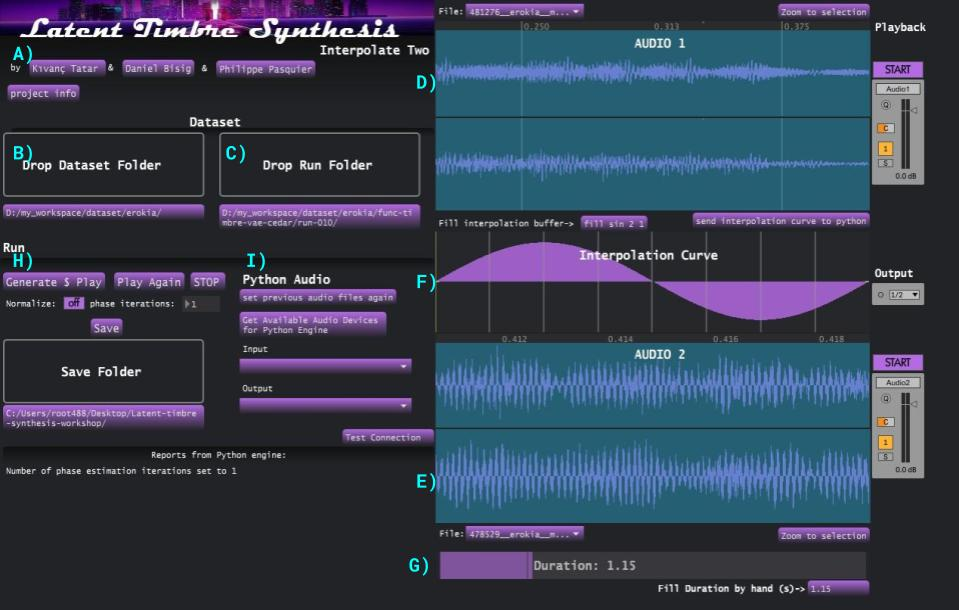 Latent Timbre Synthesis
Interpolate Two
A)
by Kıvanç Tatar & Daniel Bisig & Philippe Pasquier
project info
Dataset
B)
Drop Dataset Folder
C)
Drop Run Folder
D:/my_workspace/dataset/erokia/
D:/my_workspace/dataset/erokia/func-ti
mbre-vae-cedar/run-010/
Run
H)
Generate $ Play
Play Again
STOP
Normalize: off phase iterations: 1
Save
Save Folder
C:/Users/root488/Desktop/Latent-timbre
-synthesis-workshop/
I)
Python Audio
set previous audio files again
Get Available Audio Devices
for Python Engine
Input
Output
Test Connection
Reports from Python engine:
Number of phase estimation iterations set to 1
File: 481276__erokia__m...
Zoom to selection
0.250 0.313 0.375
AUDIO 1
D)
Fill interpolation buffer-> fill sin 2 1
send interpolation curve to python
Interpolation Curve
F)
0.412 0.414 0.416 0.418
AUDIO 2
E)
File: 478529__erokia__m...
Zoom to selection
G)
Duration: 1.15
Fill Duration by hand (s)-> 1.15
Playback
START
Audio1
Q
C
1
S
0.0 dB
Output
1/2
START
Audio2
Q
C
1
S
0.0 dB